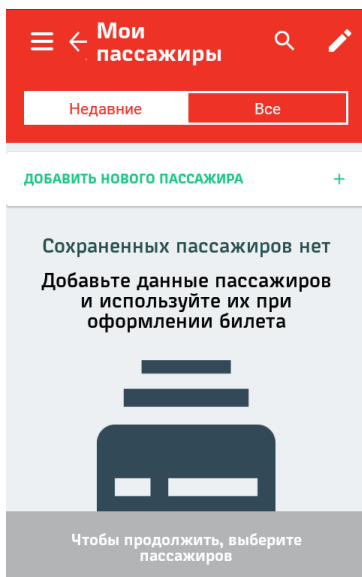 Мои
пассажиры
Недавние
Все
ДОБАВИТЬ НОВОГО ПАССАЖИРА +
Сохраненных пассажиров нет
Добавьте данные пассажиров
и используйте их при
оформлении билета
Чтобы продолжить, выберите
пассажиров